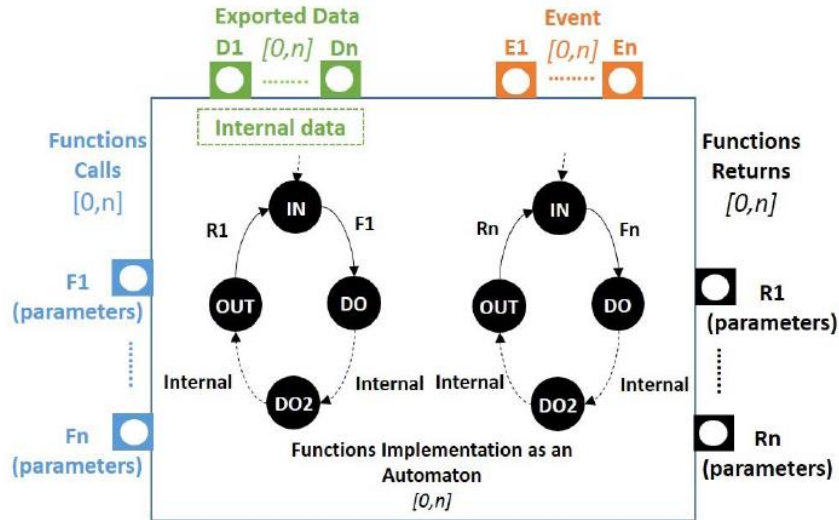 Exported Data
D1 [0,n] Dn
........
Event
E1 [0,n] En
........
Internal data
Functions
Calls
[0,n]
F1
(parameters)
Fn
(parameters)
IN
R1
F1
OUT
DO
Internal
Internal
DO2
IN
Rn
Fn
OUT
DO
Internal
Internal
DO2
Functions Implementation as an
Automaton
[0,n]
Functions
Returns
[0,n]
R1
(parameters)
Rn
(parameters)